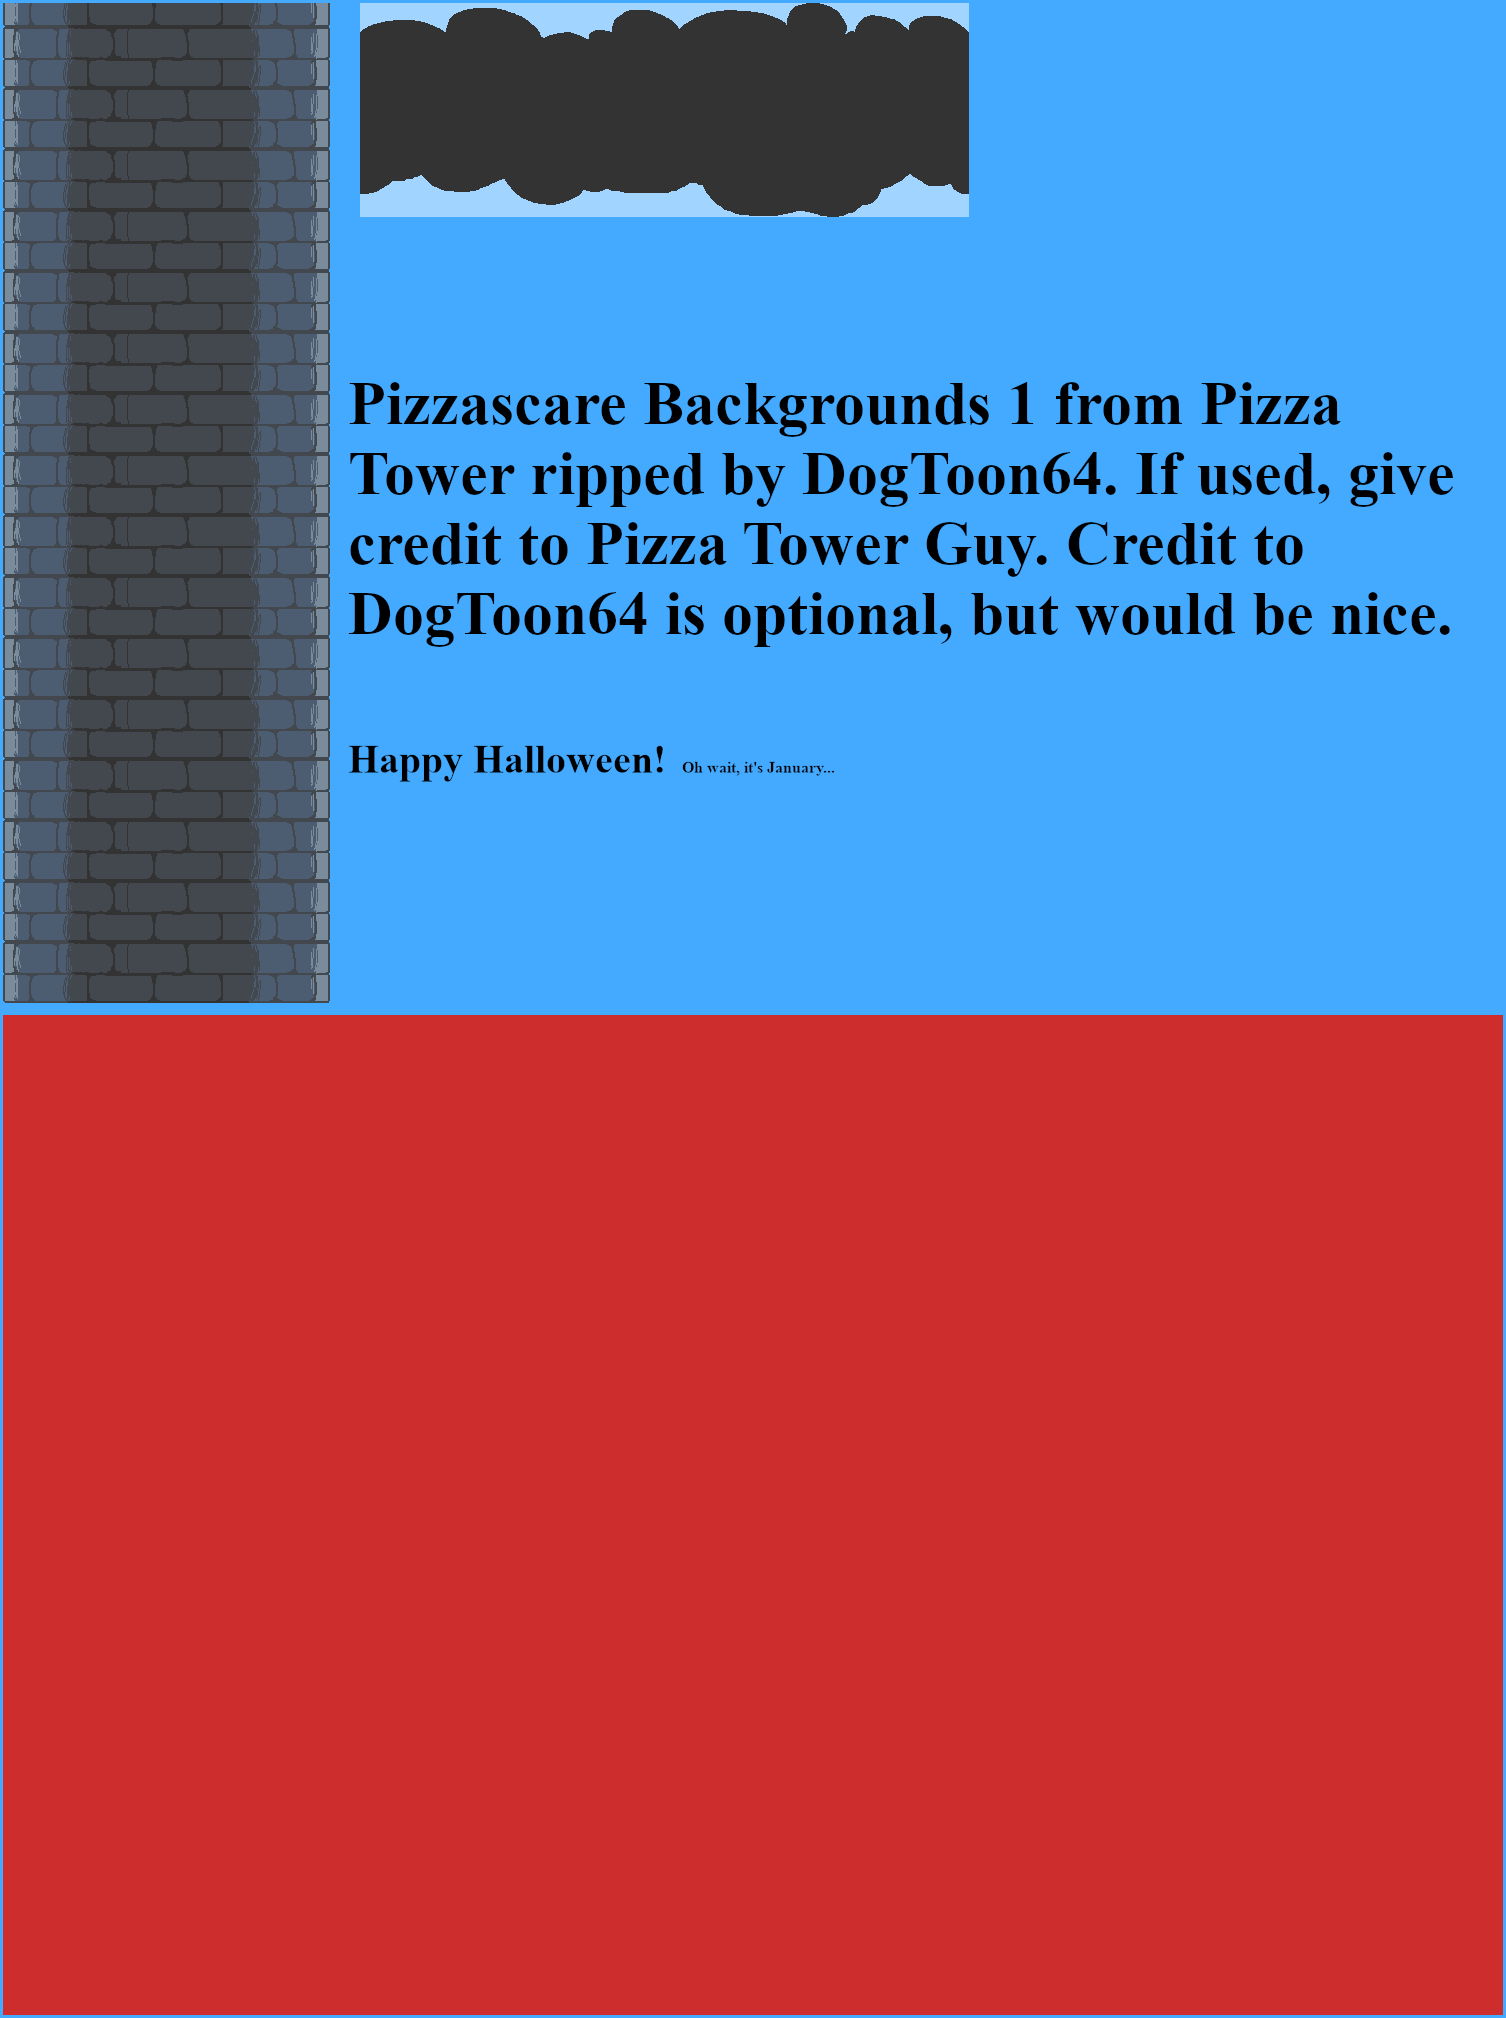 Pizzascare Backgrounds 1 from Pizza
Tower ripped by DogToon64. If used, give
credit to Pizza Tower Guy. Credit to
DogToon64 is optional, but would be nice.
Happy Halloween! Oh wait, it's January...